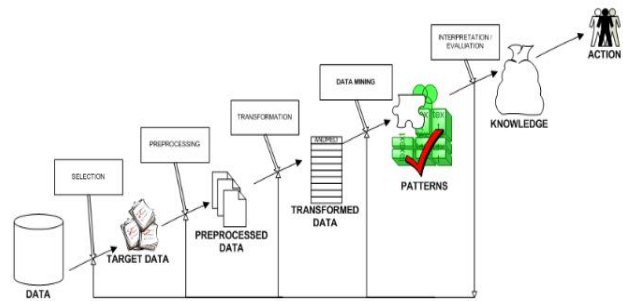 INTERPRETATION /
EVALUATION
ACTION
DATA MINING
KNOWLEDGE
TRANSFORMATION
PREPROCESSING
PATTERNS
SELECTION
TRANSFORMED
DATA
PREPROCESSED
DATA
TARGET DATA
DATA